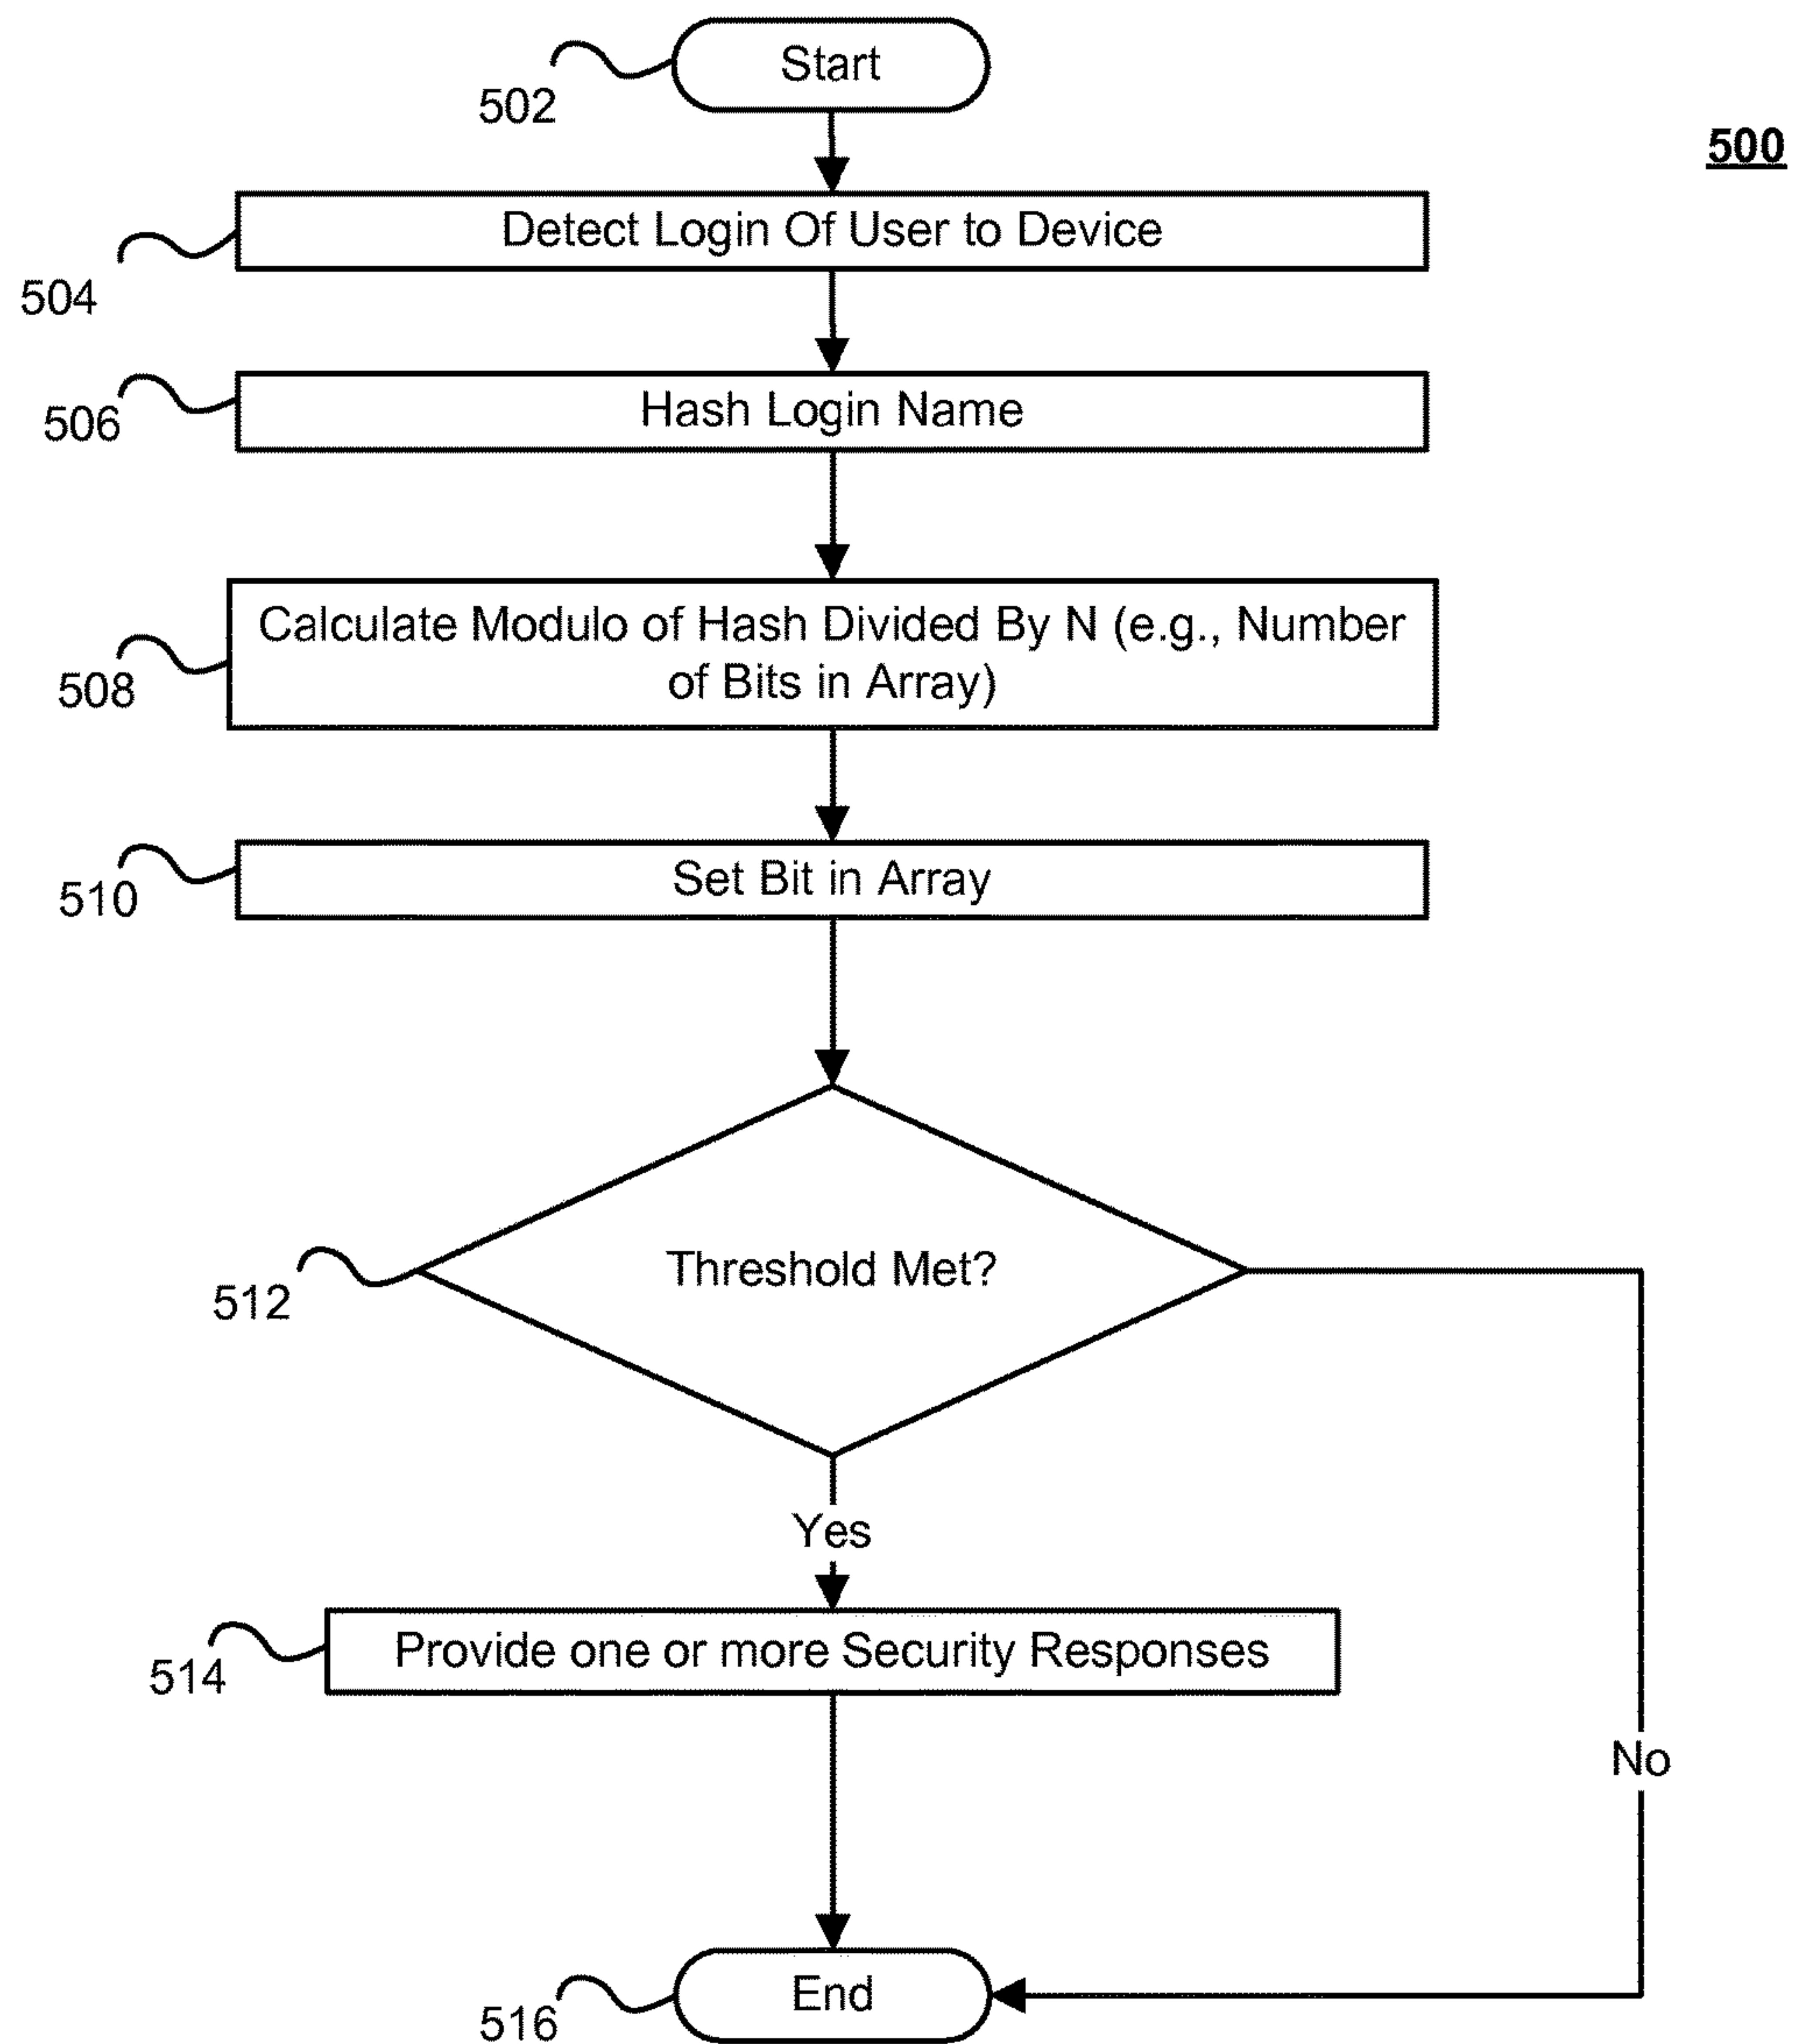 Start
502
500
Detect Login Of User to Device
504
Hash Login Name
506
Calculate Modulo of Hash Divided By N (e.g., Number
of Bits in Array)
508
Set Bit in Array
510
Threshold Met?
512
Yes
Provide one or more Security Responses
514
No
End
516